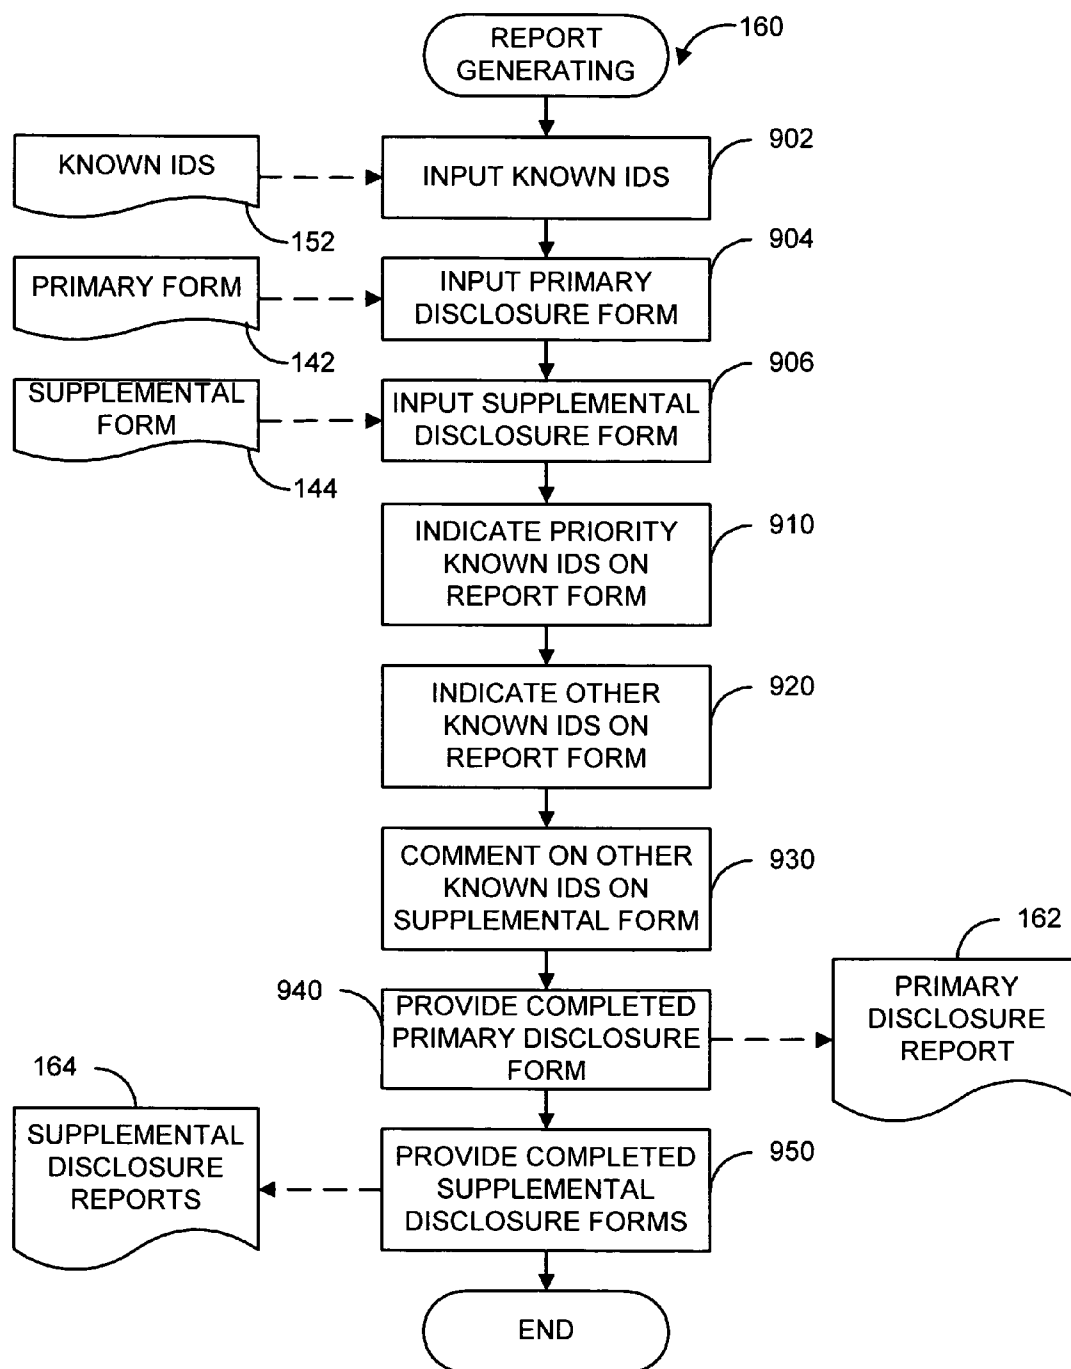 REPORT
GENERATING
160
KNOWN IDS
152
INPUT KNOWN IDS
902
PRIMARY FORM
142
INPUT PRIMARY
DISCLOSURE FORM
904
SUPPLEMENTAL
FORM
144
INPUT SUPPLEMENTAL
DISCLOSURE FORM
906
INDICATE PRIORITY
KNOWN IDS ON
REPORT FORM
910
INDICATE OTHER
KNOWN IDS ON
REPORT FORM
920
COMMENT ON OTHER
KNOWN IDS ON
SUPPLEMENTAL FORM
930
940
PROVIDE COMPLETED
PRIMARY DISCLOSURE
FORM
162
PRIMARY
DISCLOSURE
REPORT
164
SUPPLEMENTAL
DISCLOSURE
REPORTS
PROVIDE COMPLETED
SUPPLEMENTAL
DISCLOSURE FORMS
950
END